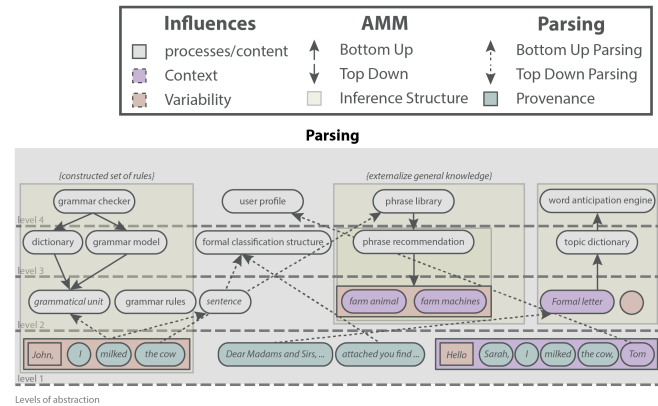 Influences AMM Parsing
processes/content Bottom Up Bottom Up Parsing
Context Top Down Top Down Parsing
Variability Inference Structure Provenance
Parsing
{constructed set of rules} {externalize general knowledge}
grammar checker user profile phrase library word anticipation engine
level 4
dictionary grammar model formal classification structure phrase recommendation topic dictionary
level 3
grammatical unit grammar rules sentence farm animal farm machines Formal letter
level 2
John, I milked the cow Dear Madams and Sirs, ... attached you find ... Hello Sarah, I milked the cow, Tom
level 1
Levels of abstraction